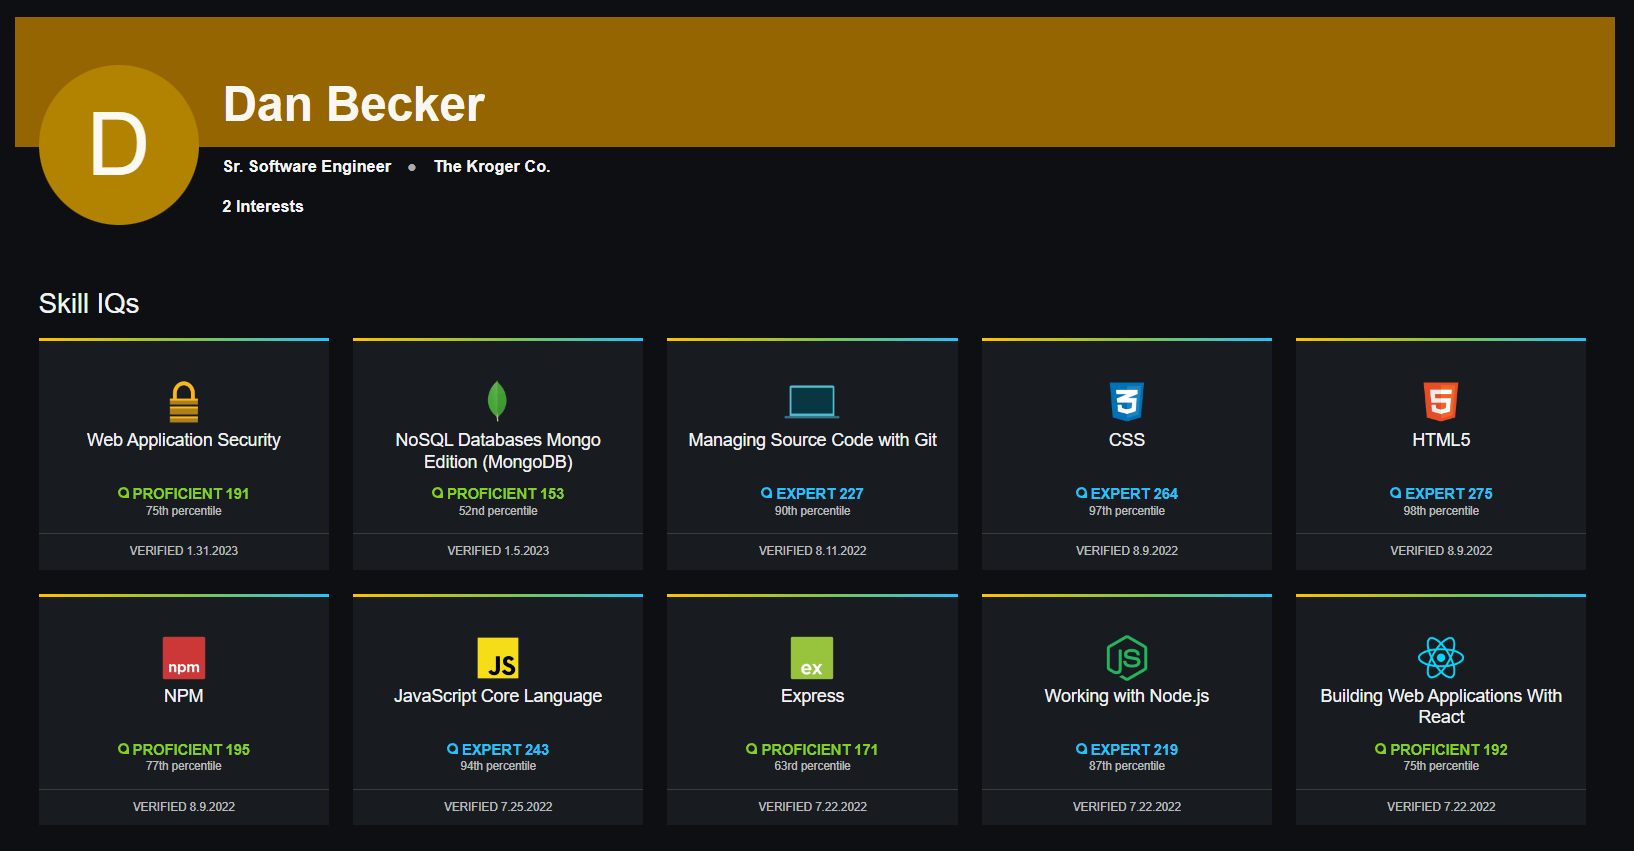 D
Dan Becker
Sr. Software Engineer • The Kroger Co.
2 Interests
Skill IQs
Web Application Security
PROFICIENT 191
75th percentile
VERIFIED 1.31.2023
NoSQL Databases Mongo
Edition (MongoDB)
PROFICIENT 153
52nd percentile
VERIFIED 1.5.2023
Managing Source Code with Git
EXPERT 227
90th percentile
VERIFIED 8.11.2022
3
CSS
EXPERT 264
97th percentile
VERIFIED 8.9.2022
5
HTML5
EXPERT 275
98th percentile
VERIFIED 8.9.2022
npm
NPM
PROFICIENT 195
77th percentile
VERIFIED 8.9.2022
JS
JavaScript Core Language
EXPERT 243
94th percentile
VERIFIED 7.25.2022
ex
Express
PROFICIENT 171
63rd percentile
VERIFIED 7.22.2022
JS
Working with Node.js
EXPERT 219
87th percentile
VERIFIED 7.22.2022
Building Web Applications With
React
PROFICIENT 192
75th percentile
VERIFIED 7.22.2022